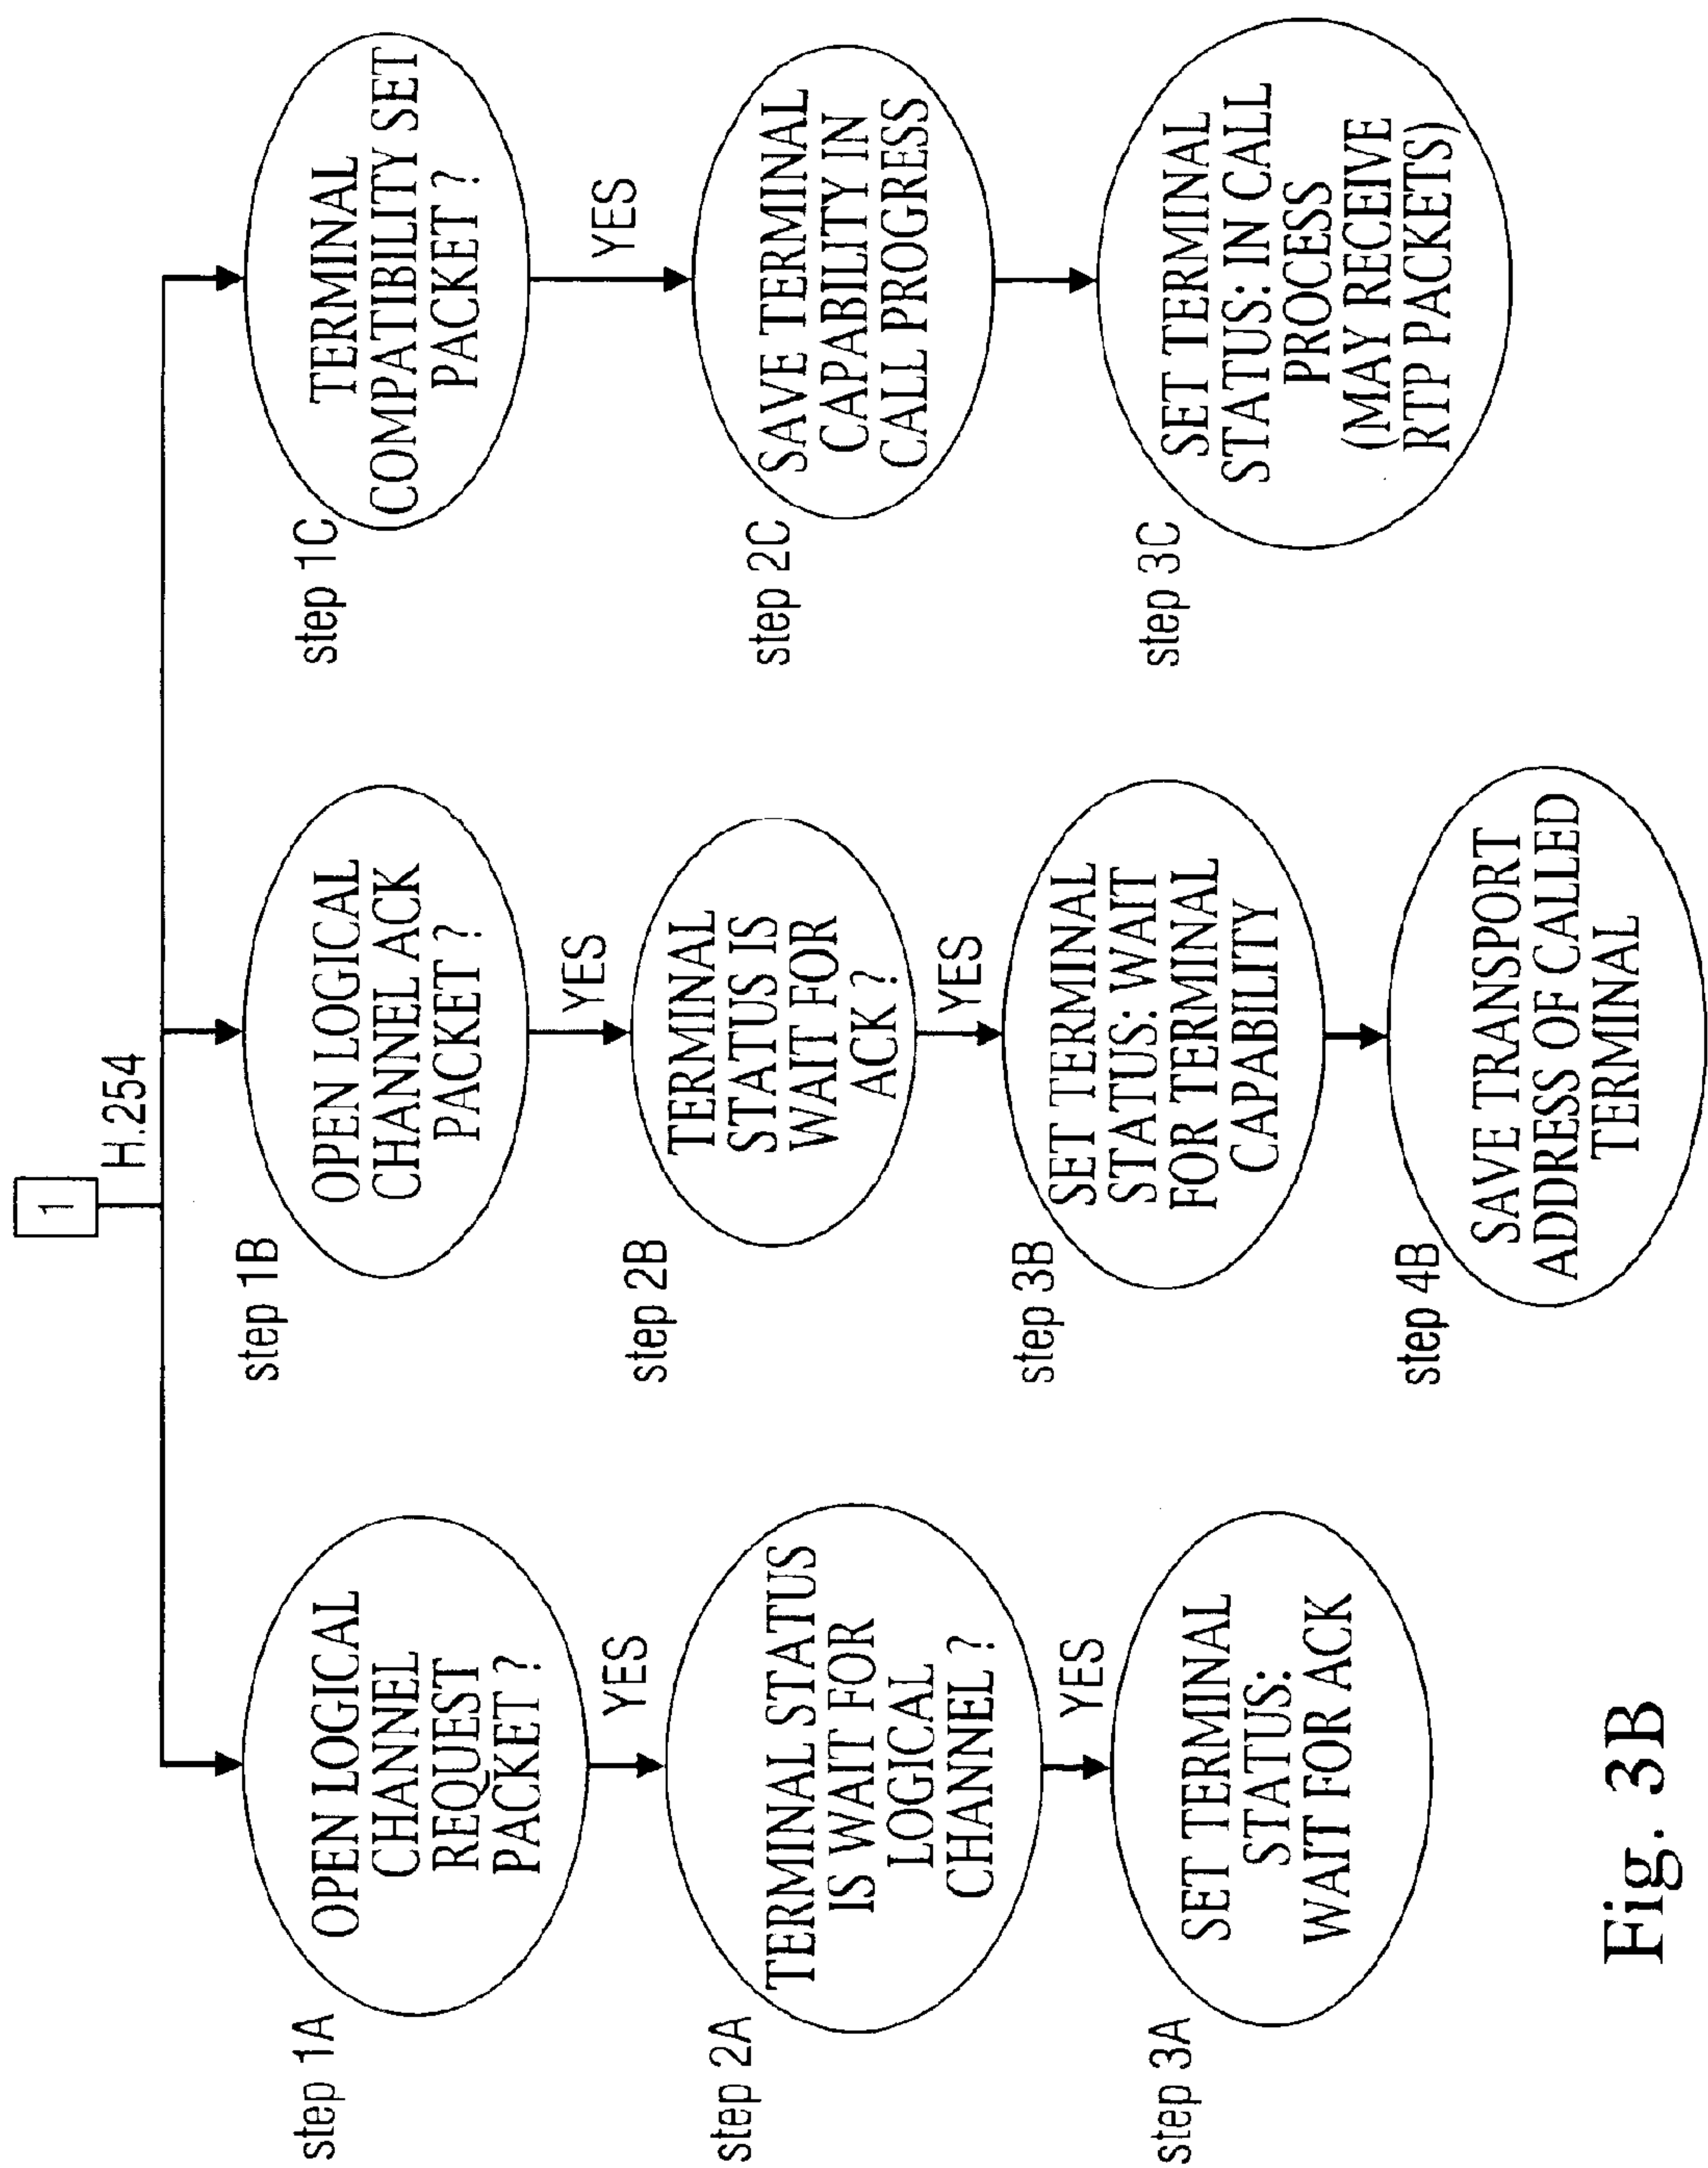 1
H.254
step 1A
OPEN LOGICAL
CHANNEL
REQUEST
PACKET ?
YES
step 2A
TERMINAL STATUS
IS WAIT FOR
LOGICAL
CHANNEL ?
YES
step 3A
SET TERMINAL
STATUS:
WAIT FOR ACK
step 1B
OPEN LOGICAL
CHANNEL ACK
PACKET ?
YES
step 2B
TERMINAL
STATUS IS
WAIT FOR
ACK ?
YES
step 3B
SET TERMINAL
STATUS: WAIT
FOR TERMINAL
CAPABILITY
step 4B
SAVE TRANSPORT
ADDRESS OF CALLED
TERMINAL
step 1C
TERMINAL
COMPATIBILITY SET
PACKET ?
YES
step 2C
SAVE TERMINAL
CAPABILITY IN
CALL PROGRESS
step 3C
SET TERMINAL
STATUS: IN CALL
PROCESS
(MAY RECEIVE
RTP PACKETS)
Fig. 3B